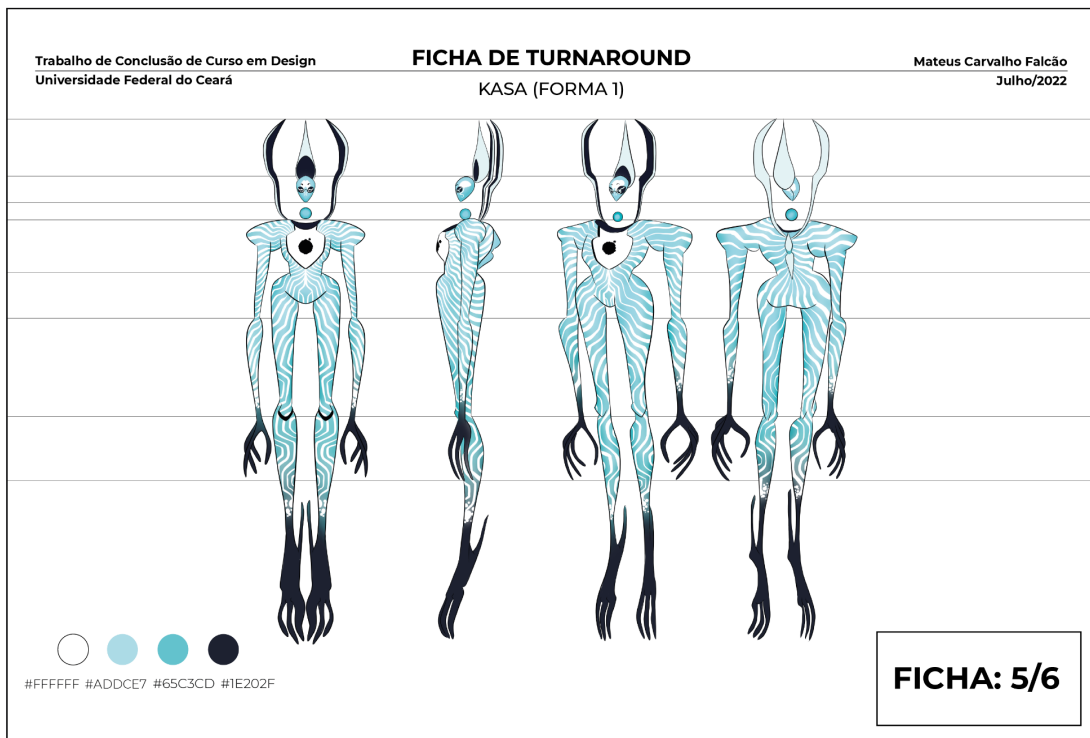 Trabalho de Conclusão de Curso em Design
Universidade Federal do Ceará
FICHA DE TURNAROUND
KASA (FORMA 1)
Mateus Carvalho Falcão
Julho/2022
#FFFFFF #ADDCE7 #65C3CD #1E202F
FICHA: 5/6